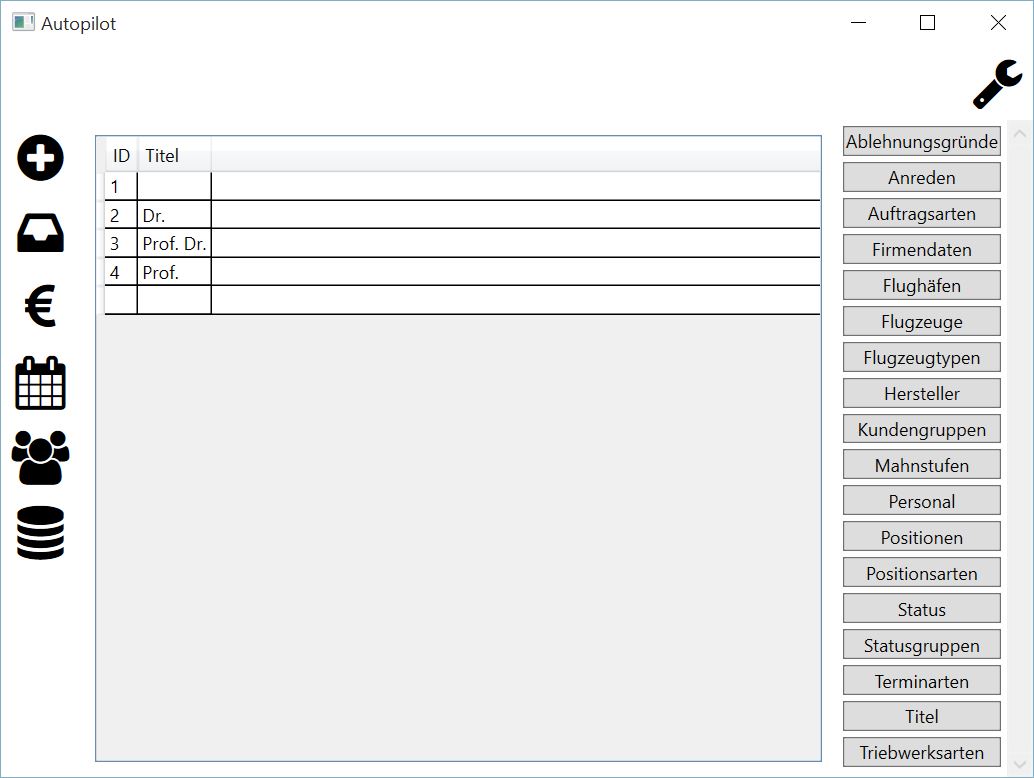 Autopilot
ID Titel
1
2 Dr.
3 Prof. Dr.
4 Prof.
Ablehnungsgründe
Anreden
Auftragsarten
Firmendaten
Flughäfen
Flugzeuge
Flugzeugtypen
Hersteller
Kundengruppen
Mahnstufen
Personal
Positionen
Positionsarten
Status
Statusgruppen
Terminarten
Titel
Triebwerksarten